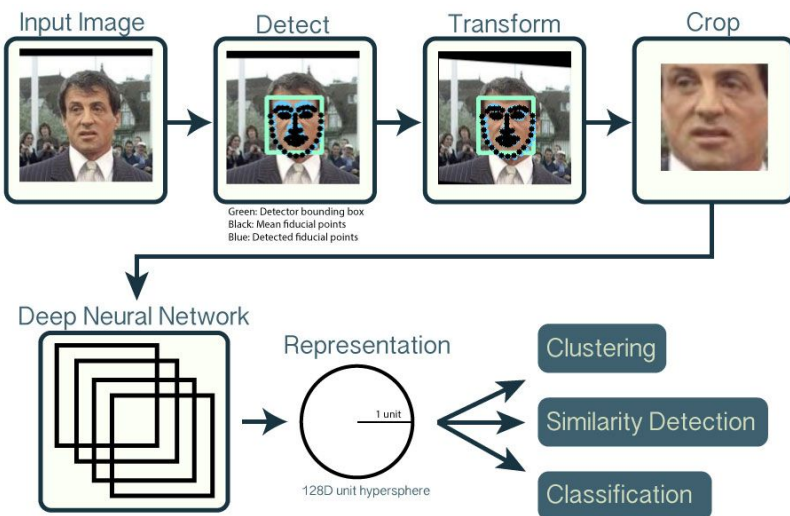 Input Image
Detect
Transform
Crop
Green: Detector bounding box
Black: Mean fiducial points
Blue: Detected fiducial points
Deep Neural Network
Representation
1 unit
128D unit hypersphere
Clustering
Similarity Detection
Classification